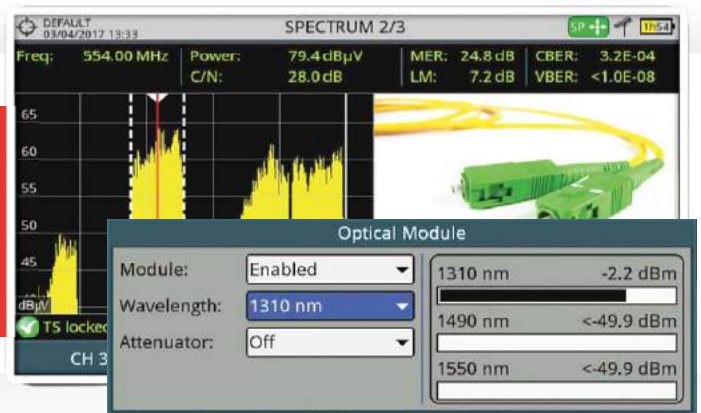 DEFAULT
03/04/2017 13:33
SPECTRUM 2/3
SP
1h54
Freq: 554.00 MHz Power: 79.4 dBµV MER: 24.8 dB CBER: 3.2E-04
C/N: 28.0 dB LM: 7.2 dB VBER: <1.0E-08
65
60
55
50
45
dBµV
TS locked
CH 3
Optical Module
Module: Enabled
Wavelength: 1310 nm
Attenuator: Off
1310 nm -2.2 dBm
1490 nm <-49.9 dBm
1550 nm <-49.9 dBm